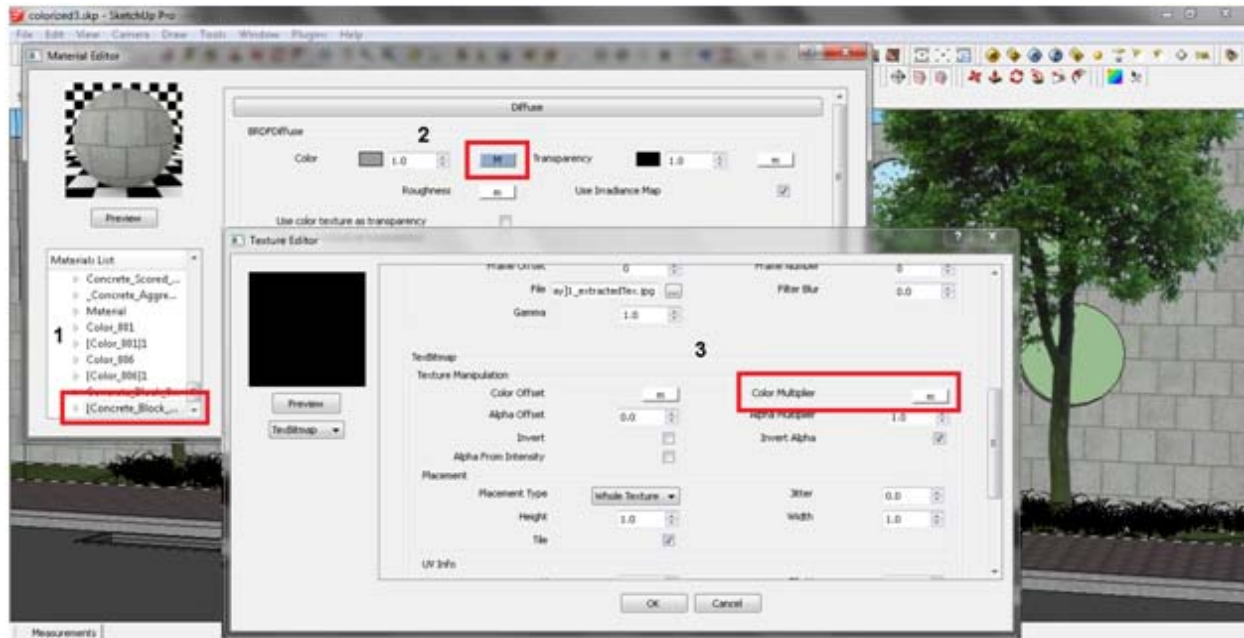 colorized3.skp - SketchUp Pro
File Edit View Camera Draw Tools Window Plugins Help
Material Editor
Diffuse
BRDFDiffuse
2
Color 1.0 M Transparency 1.0 m
Roughness m Use Irradiance Map
Preview
Use color texture as transparency
Materials List
Concrete_Scored_...
_Concrete_Aggre...
Material
1
Color_001
[Color_001]1
Color_006
[Color_006]1
[Concrete_Block_...
Texture Editor
? X
Frame Offset 0 Frame Number 0
File ay]1_extractedTex.jpg ... Filter Blur 0.0
Gamma 1.0
3
TexBitmap
Texture Manipulation
Color Offset m Color Multiplier m
Preview
Alpha Offset 0.0 Alpha Multiplier 1.0
TexBitmap
Invert Invert Alpha
Alpha From Intensity
Placement
Placement Type Whole Texture Jitter 0.0
Height 1.0 Width 1.0
Tile
UV Info
OK Cancel
Measurements